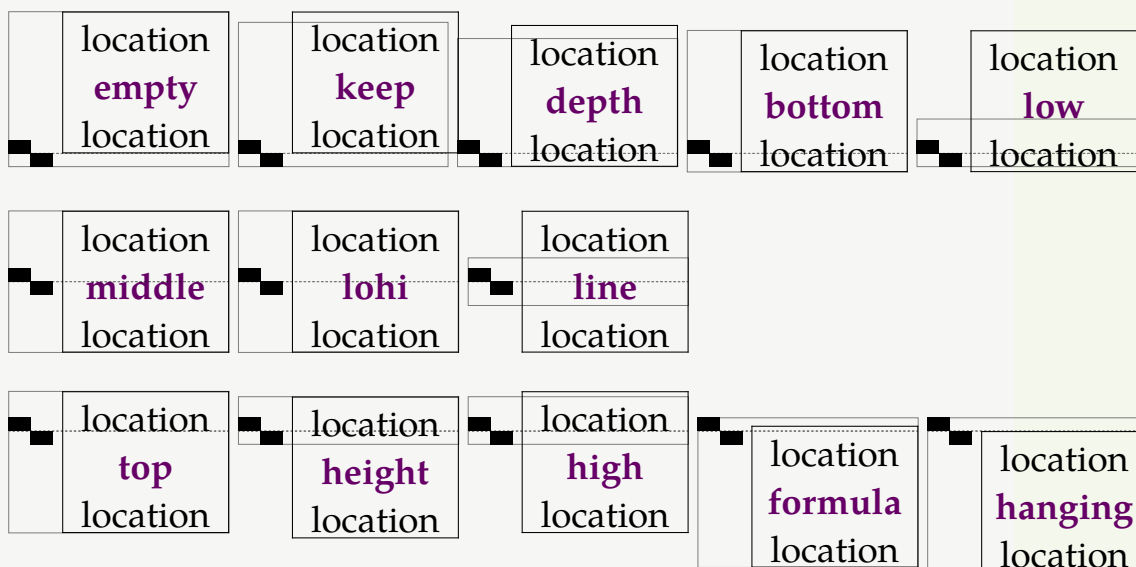 location
empty
location
location
keep
location
location
depth
location
location
bottom
location
location
low
location
location
middle
location
location
lohi
location
location
line
location
location
top
location
location
height
location
location
high
location
location
formula
location
location
hanging
location